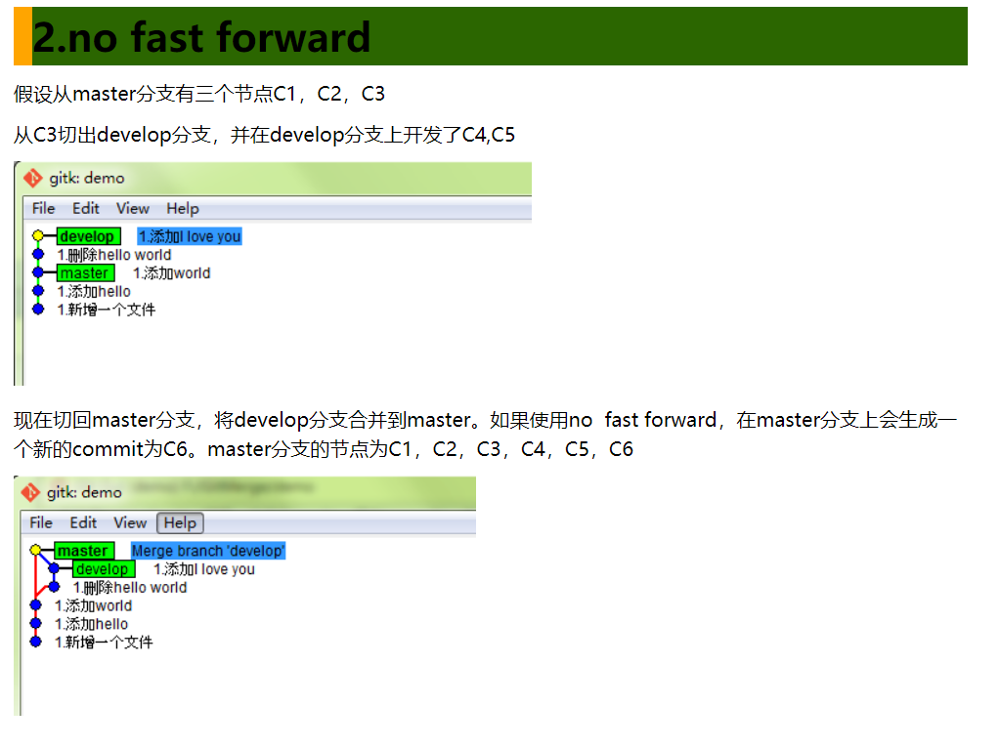 2.no fast forward
假设从master分支有三个节点C1，C2，C3
从C3切出develop分支，并在develop分支上开发了C4,C5
gitk: demo
File Edit View Help
develop 1.添加I love you
1.删除hello world
master 1.添加world
1.添加hello
1.新增一个文件
现在切回master分支，将develop分支合并到master。如果使用no  fast forward，在master分支上会生成一
个新的commit为C6。master分支的节点为C1，C2，C3，C4，C5，C6
gitk: demo
File Edit View Help
master Merge branch 'develop'
develop 1.添加I love you
1.删除hello world
1.添加world
1.添加hello
1.新增一个文件